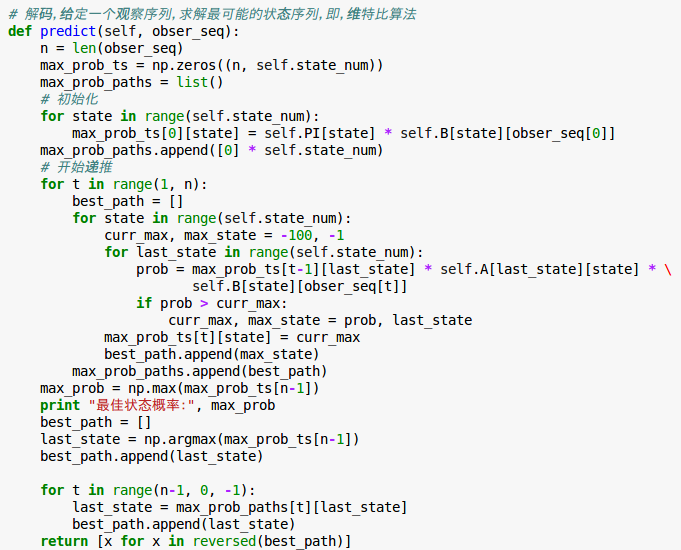 # 解码,给定一个观察序列,求解最可能的状态序列,即,维特比算法
def predict(self, obser_seq):
    n = len(obser_seq)
    max_prob_ts = np.zeros((n, self.state_num))
    max_prob_paths = list()
    # 初始化
    for state in range(self.state_num):
        max_prob_ts[0][state] = self.PI[state] * self.B[state][obser_seq[0]]
    max_prob_paths.append([0] * self.state_num)
    # 开始递推
    for t in range(1, n):
        best_path = []
        for state in range(self.state_num):
            curr_max, max_state = -100, -1
            for last_state in range(self.state_num):
                prob = max_prob_ts[t-1][last_state] * self.A[last_state][state] * \
                       self.B[state][obser_seq[t]]
                if prob > curr_max:
                    curr_max, max_state = prob, last_state
            max_prob_ts[t][state] = curr_max
            best_path.append(max_state)
        max_prob_paths.append(best_path)
    max_prob = np.max(max_prob_ts[n-1])
    print "最佳状态概率:", max_prob
    best_path = []
    last_state = np.argmax(max_prob_ts[n-1])
    best_path.append(last_state)

    for t in range(n-1, 0, -1):
        last_state = max_prob_paths[t][last_state]
        best_path.append(last_state)
    return [x for x in reversed(best_path)]